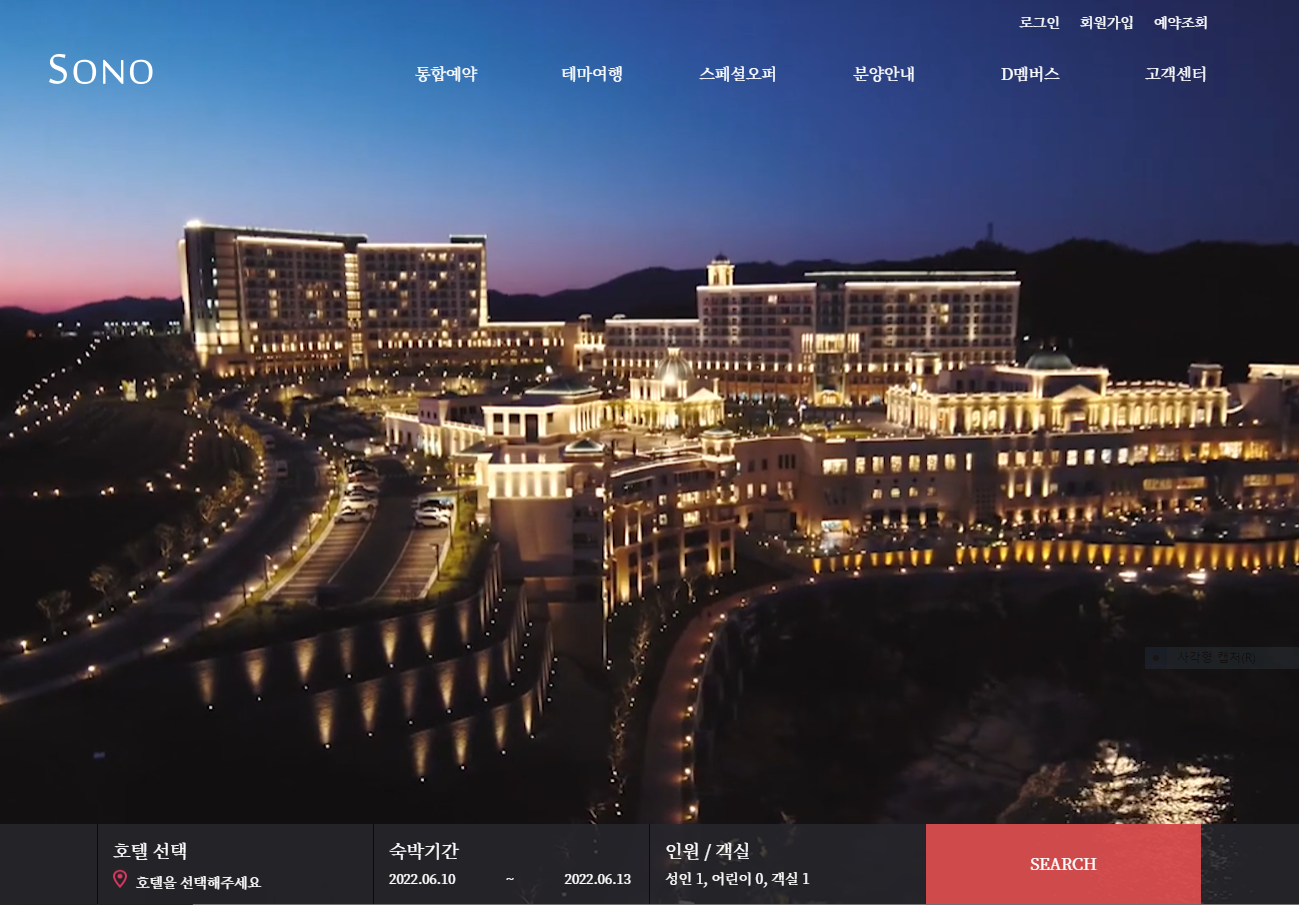 로그인 회원가입 예약조회
SONO
통합예약 테마여행 스페셜오퍼 분양안내 D멤버스 고객센터
사각형 캡처(R)
호텔 선택
호텔을 선택해주세요
숙박기간
2022.06.10 ~ 2022.06.13
인원 / 객실
성인 1, 어린이 0, 객실 1
SEARCH